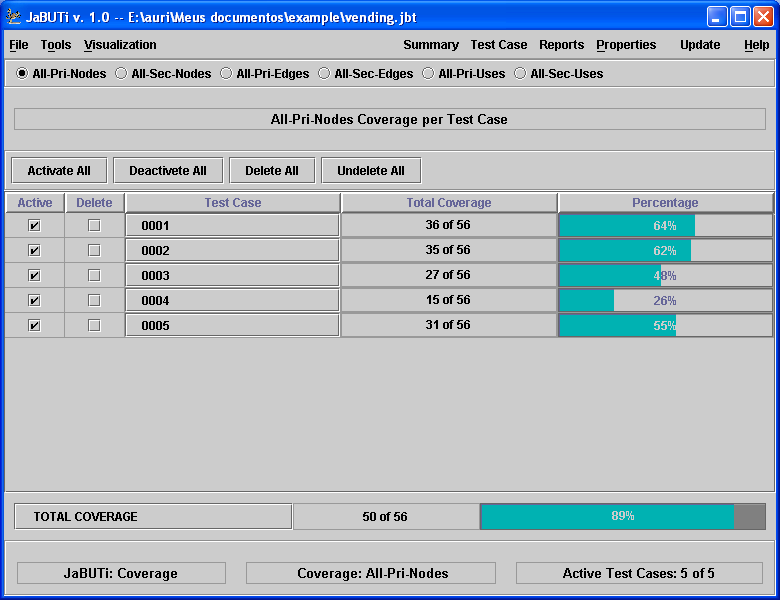 JaBUTi v. 1.0 -- E:\auri\Meus documentos\example\vending.jbt
File Tools Visualization Summary Test Case Reports Properties Update Help
All-Pri-Nodes All-Sec-Nodes All-Pri-Edges All-Sec-Edges All-Pri-Uses All-Sec-Uses
All-Pri-Nodes Coverage per Test Case
Activate All Deactivete All Delete All Undelete All
Active Delete Test Case Total Coverage Percentage
0001 36 of 56 64%
0002 35 of 56 62%
0003 27 of 56 48%
0004 15 of 56 26%
0005 31 of 56 55%
TOTAL COVERAGE 50 of 56 89%
JaBUTi: Coverage Coverage: All-Pri-Nodes Active Test Cases: 5 of 5